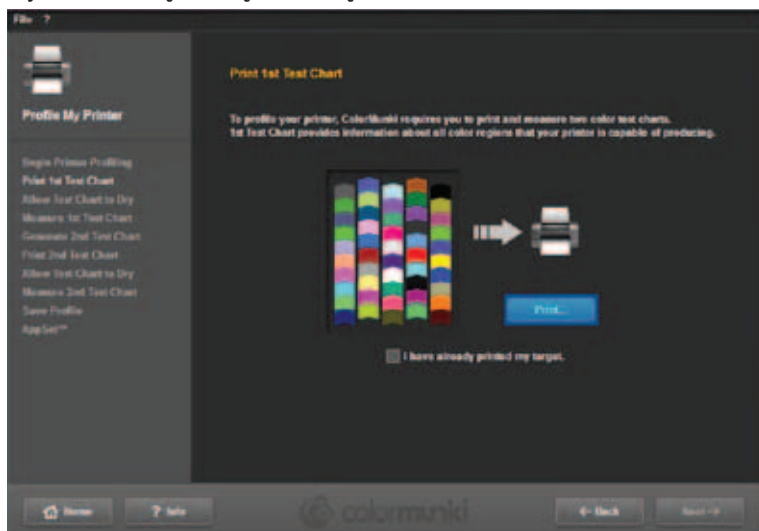 File ?
Print 1st Test Chart
Profile My Printer
To profile your printer, ColorMunki requires you to print and measure two color test charts.
1st Test Chart provides information about all color regions that your printer is capable of producing.
Begin Printer Profiling
Print 1st Test Chart
Allow Test Chart to Dry
Measure 1st Test Chart
Generate 2nd Test Chart
Print 2nd Test Chart
Allow Test Chart to Dry
Measure 2nd Test Chart
Save Profile
AppSet™
Print...
I have already printed my target.
Home ? Info colormunki Back Next